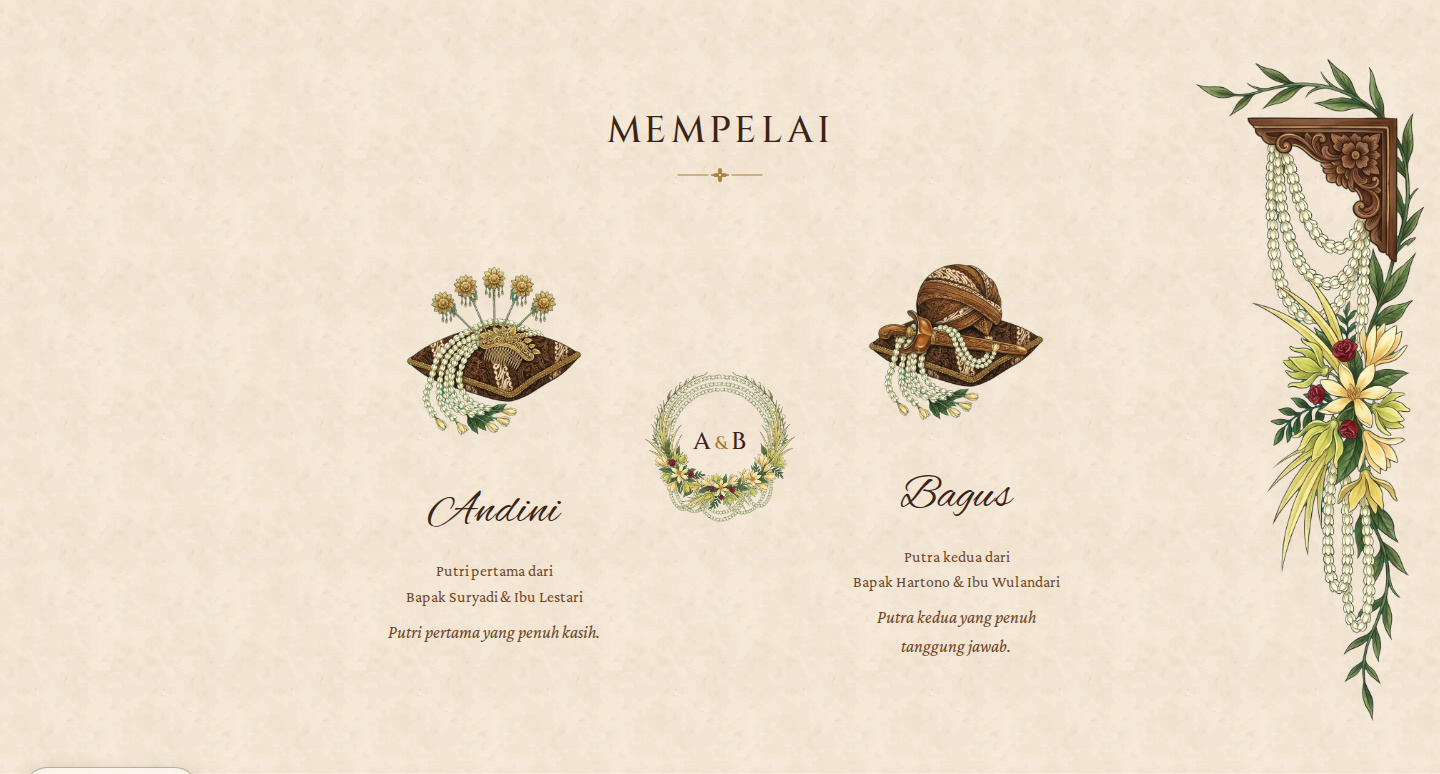 MEMPELAI
Andini
Putri pertama dari
Bapak Suryadi & Ibu Lestari
Putri pertama yang penuh kasih.
A & B
Bagus
Putra kedua dari
Bapak Hartono & Ibu Wulandari
Putra kedua yang penuh
tanggung jawab.